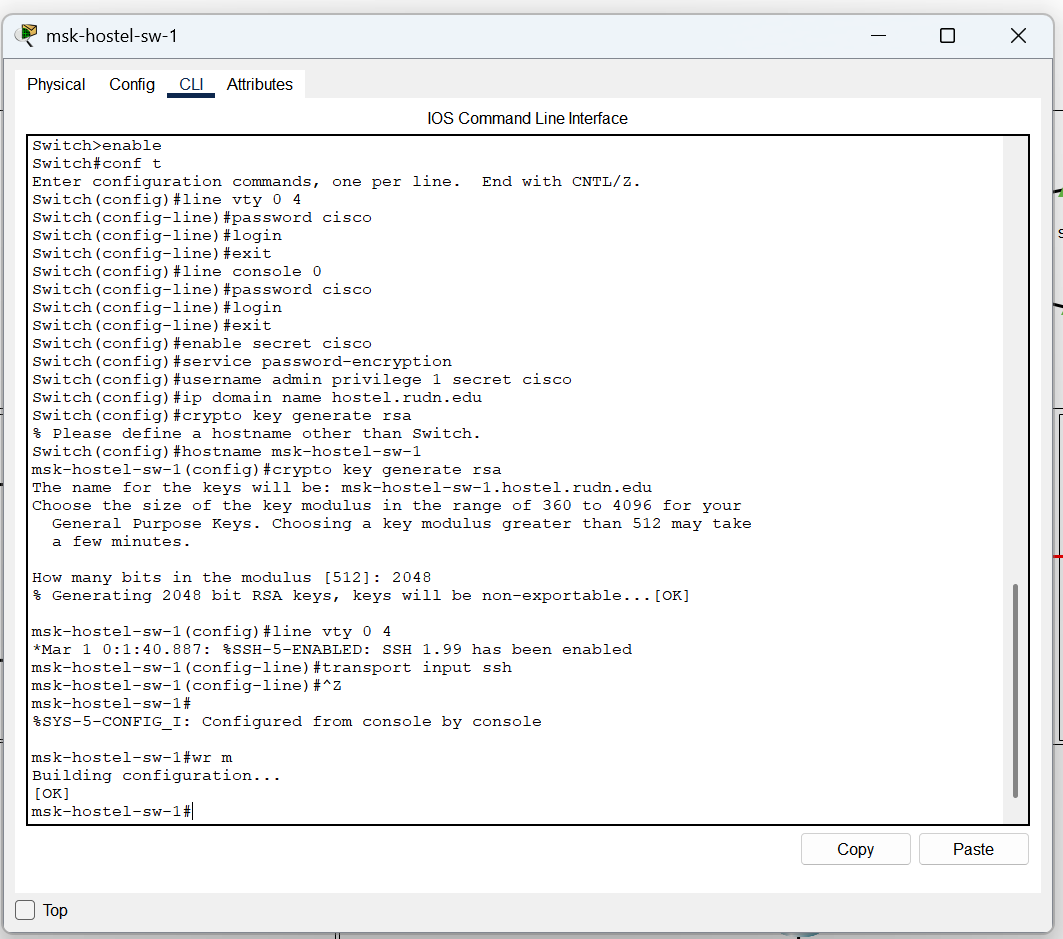 msk-hostel-sw-1
Physical Config CLI Attributes
IOS Command Line Interface
Switch>enable
Switch#conf t
Enter configuration commands, one per line.  End with CNTL/Z.
Switch(config)#line vty 0 4
Switch(config-line)#password cisco
Switch(config-line)#login
Switch(config-line)#exit
Switch(config)#line console 0
Switch(config-line)#password cisco
Switch(config-line)#login
Switch(config-line)#exit
Switch(config)#enable secret cisco
Switch(config)#service password-encryption
Switch(config)#username admin privilege 1 secret cisco
Switch(config)#ip domain name hostel.rudn.edu
Switch(config)#crypto key generate rsa
% Please define a hostname other than Switch.
Switch(config)#hostname msk-hostel-sw-1
msk-hostel-sw-1(config)#crypto key generate rsa
The name for the keys will be: msk-hostel-sw-1.hostel.rudn.edu
Choose the size of the key modulus in the range of 360 to 4096 for your
  General Purpose Keys. Choosing a key modulus greater than 512 may take
  a few minutes.
How many bits in the modulus [512]: 2048
% Generating 2048 bit RSA keys, keys will be non-exportable...[OK]
msk-hostel-sw-1(config)#line vty 0 4
*Mar 1 0:1:40.887: %SSH-5-ENABLED: SSH 1.99 has been enabled
msk-hostel-sw-1(config-line)#transport input ssh
msk-hostel-sw-1(config-line)#^Z
msk-hostel-sw-1#
%SYS-5-CONFIG_I: Configured from console by console
msk-hostel-sw-1#wr m
Building configuration...
[OK]
msk-hostel-sw-1#
Copy Paste
Top